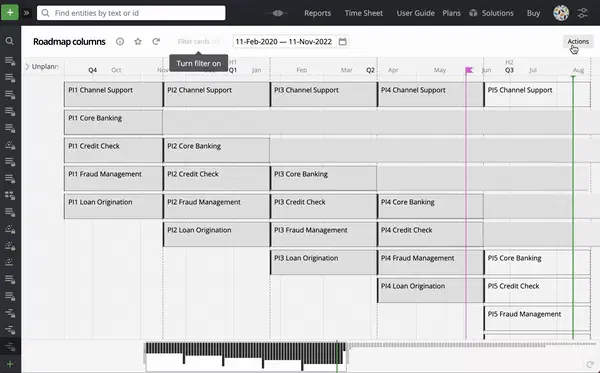 Find entities by text or id
Reports
Time Sheet
User Guide
Plans
Solutions
Buy
Roadmap columns
Filter cards
11-Feb-2020 — 11-Nov-2022
Actions
Turn filter on
Unplann
Q4 Oct Nov H1 Q1 Jan Feb Mar Q2 Apr May Jun H2 Q3 Jul Aug
PI1 Channel Support PI2 Channel Support PI3 Channel Support PI4 Channel Support PI5 Channel Support
PI1 Core Banking
PI1 Credit Check PI2 Core Banking
PI1 Fraud Management PI2 Credit Check PI3 Core Banking
PI1 Loan Origination PI2 Fraud Management PI3 Credit Check PI4 Core Banking
PI2 Loan Origination PI3 Fraud Management PI4 Credit Check
PI3 Loan Origination PI4 Fraud Management PI5 Core Banking
PI4 Loan Origination PI5 Credit Check
PI5 Fraud Management